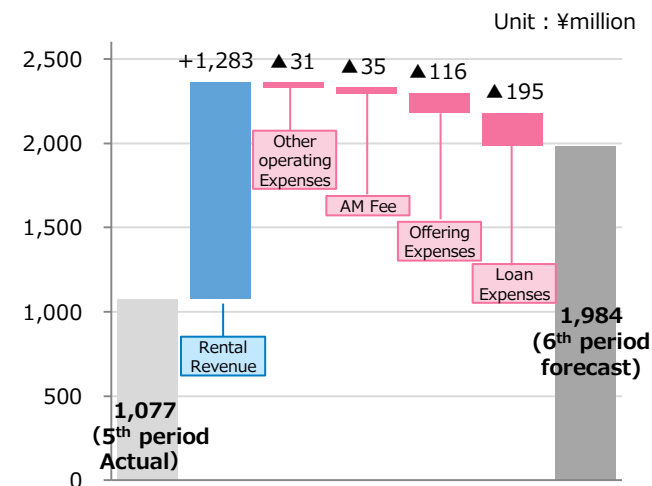 Unit : ¥million
2,500
2,000
1,500
1,000
500
0
+1,283
▲31
▲35
▲116
▲195
Other
operating
Expenses
AM Fee
Offering
Expenses
Loan
Expenses
Rental
Revenue
1,077
(5th period
Actual)
1,984
(6th period
forecast)